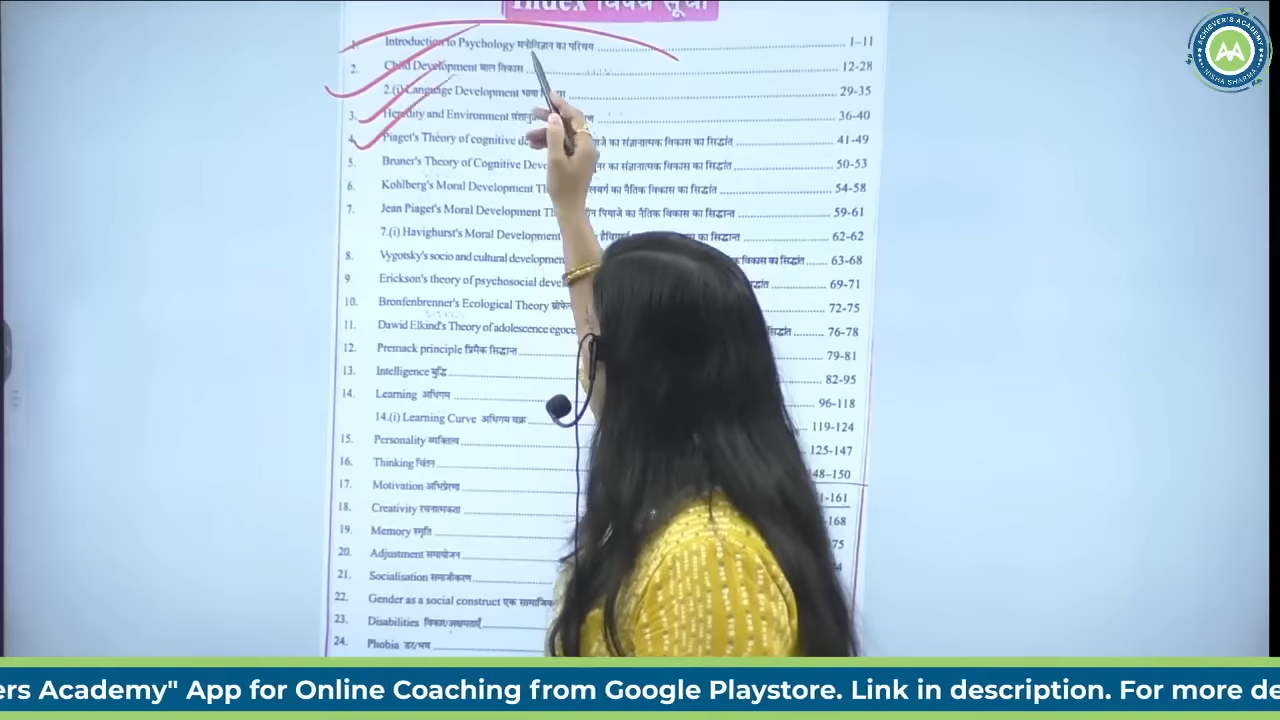 Index विषय सूची
1. Introduction to Psychology मनोविज्ञान का परिचय 1-11
2. Child Development बाल विकास 12-28
2.(i) Language Development भाषा 29-35
3. Heredity and Environment 36-40
4. Piaget's Theory of cognitive का संज्ञानात्मक विकास का सिद्धांत 41-49
5. Bruner's Theory of Cognitive का संज्ञानात्मक विकास का सिद्धांत 50-53
6. Kohlberg's Moral Development का नैतिक विकास का सिद्धांत 54-58
7. Jean Piaget's Moral Development पियाजे का नैतिक विकास का सिद्धान्त 59-61
7.(i) Havighurst's Moral Development का सिद्धान्त 62-62
8. Vygotsky's socio and cultural विकास का सिद्धांत 63-68
9. Erickson's theory of psychosocial 69-71
10. Bronfenbrenner's Ecological Theory 72-75
11. Dawid Elkind's Theory of adolescence 76-78
12. Premack principle प्रिमैक सिद्धान्त 79-81
13. Intelligence बुद्धि 82-95
14. Learning अधिगम 96-118
14.(i) Learning Curve अधिगम वक्र 119-124
15. Personality व्यक्तित्व 125-147
16. Thinking चिंतन 48-150
17. Motivation अभिप्रेरणा -161
18. Creativity रचनात्मकता -168
19. Memory स्मृति 75
20. Adjustment समायोजन
21. Socialisation समाजीकरण
22. Gender as a social construct एक
23. Disabilities
24. Phobia डर/भय
ACHIEVER'S ACADEMY
NISHA SHARMA
ers Academy" App for Online Coaching from Google Playstore. Link in description. For more de